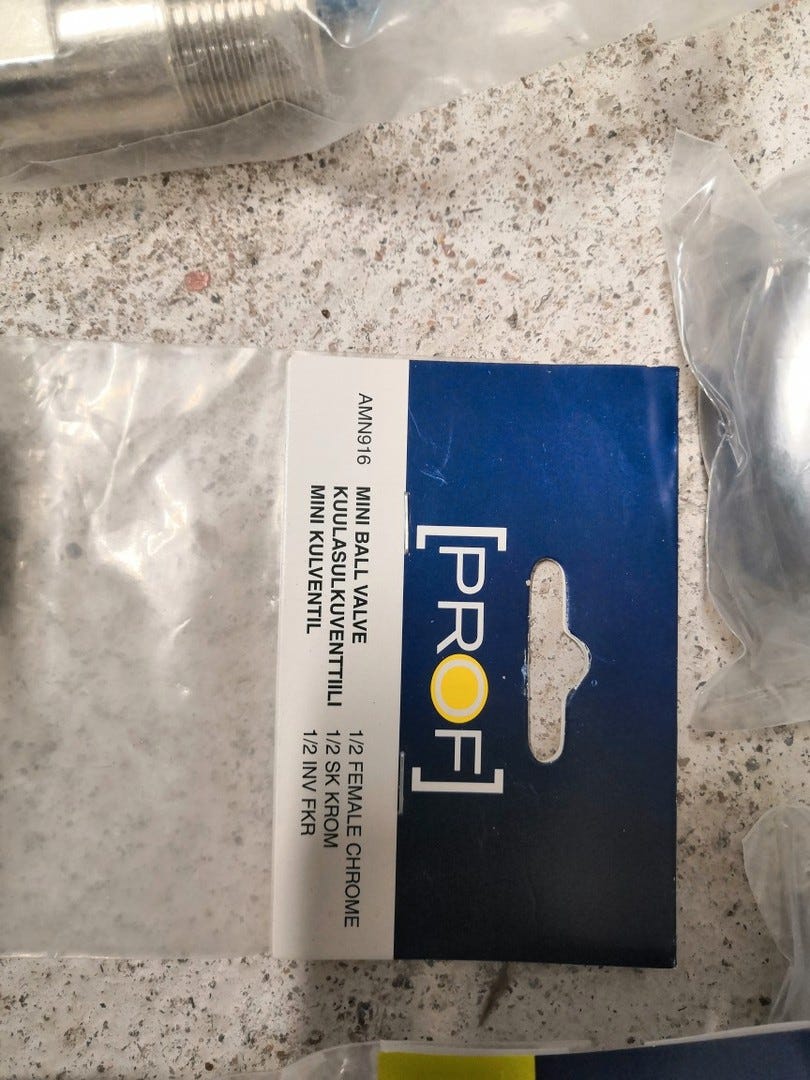 [PROF]
AMN916 MINI BALL VALVE 1/2 FEMALE CHROME
KUULASULKUVENTTIILI 1/2 SK KROM
MINI KULVENTIL 1/2 INV FKR